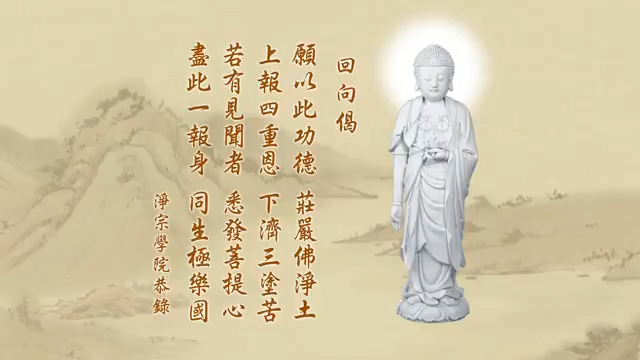 回向偈
願以此功德 莊嚴佛淨土
上報四重恩 下濟三塗苦
若有見聞者 悉發菩提心
盡此一報身 同生極樂國
淨宗學院恭錄